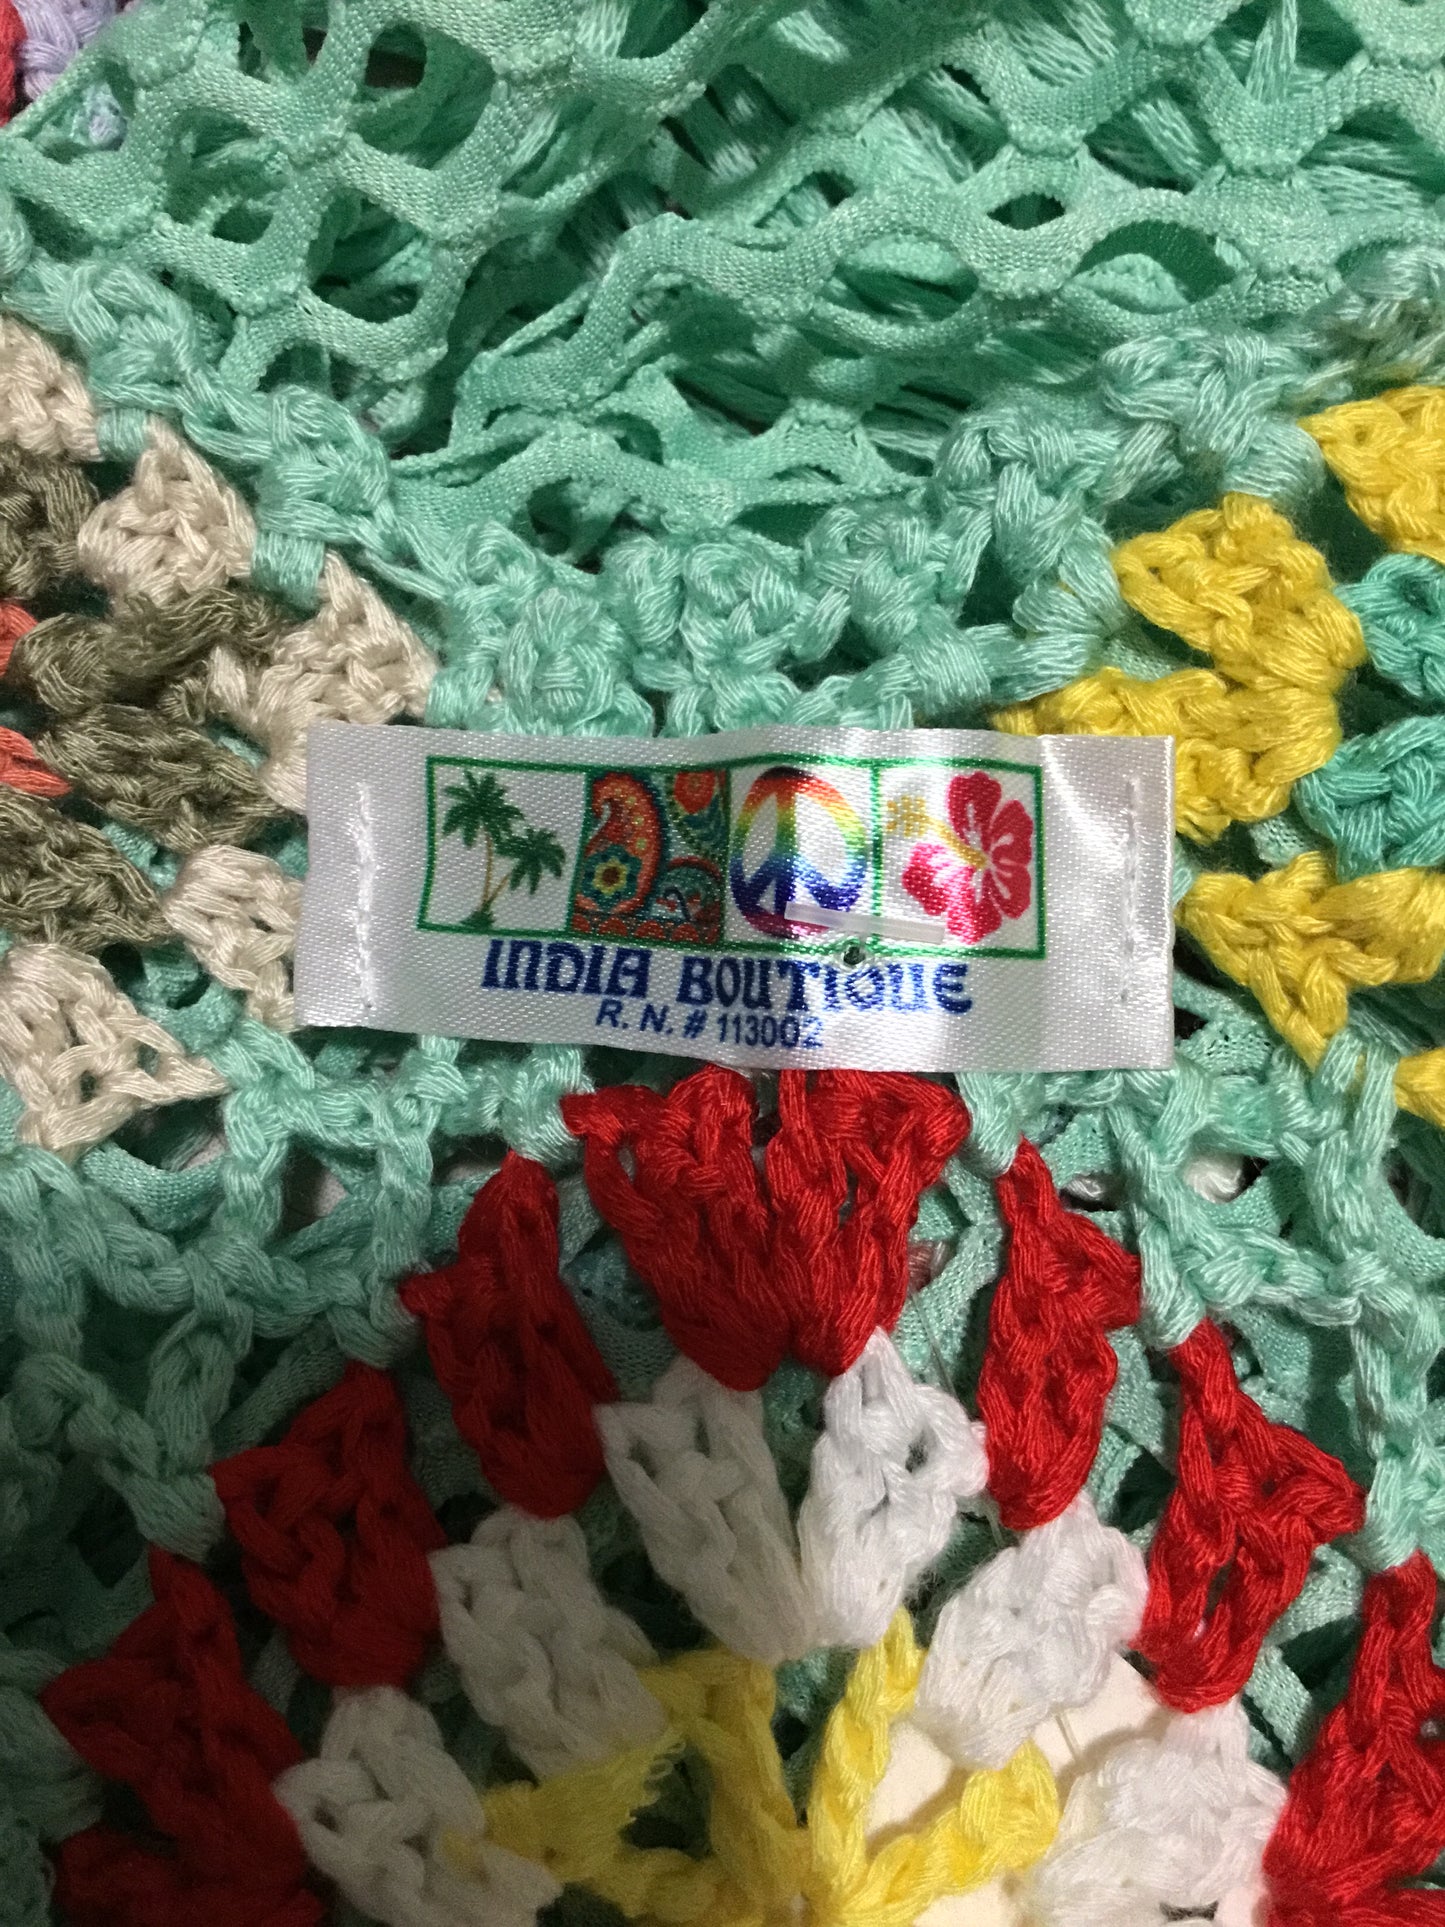 INDIA BOUTIQUE
R. N. # 113002